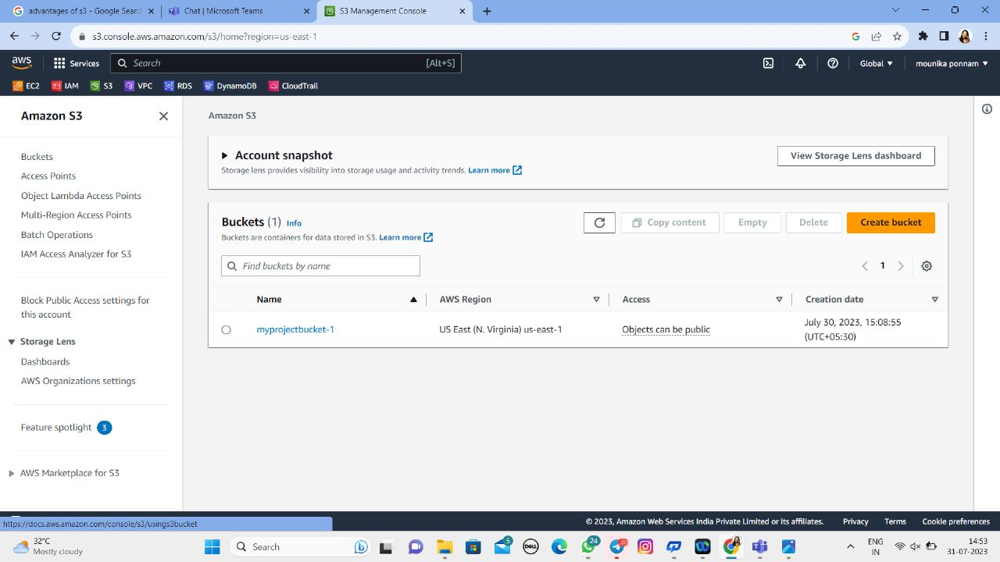 advantages of s3 - Google Search
Chat | Microsoft Teams
S3 Management Console
s3.console.aws.amazon.com/s3/home?region=us-east-1
aws
Services
Search
[Alt+S]
Global
mounika ponnam
EC2
IAM
S3
VPC
RDS
DynamoDB
CloudTrail
Amazon S3
Buckets
Access Points
Object Lambda Access Points
Multi-Region Access Points
Batch Operations
IAM Access Analyzer for S3
Block Public Access settings for
this account
Storage Lens
Dashboards
AWS Organizations settings
Feature spotlight 3
AWS Marketplace for S3
Amazon S3
Account snapshot
Storage lens provides visibility into storage usage and activity trends. Learn more
View Storage Lens dashboard
Buckets (1) Info
Buckets are containers for data stored in S3. Learn more
Copy content
Empty
Delete
Create bucket
Find buckets by name
1
Name
AWS Region
Access
Creation date
myprojectbucket-1
US East (N. Virginia) us-east-1
Objects can be public
July 30, 2023, 15:08:55
(UTC+05:30)
https://docs.aws.amazon.com/console/s3/usings3bucket
© 2023, Amazon Web Services India Private Limited or its affiliates.
Privacy
Terms
Cookie preferences
32°C
Mostly cloudy
Search
5
DELL
24
ENG
IN
14:53
31-07-2023